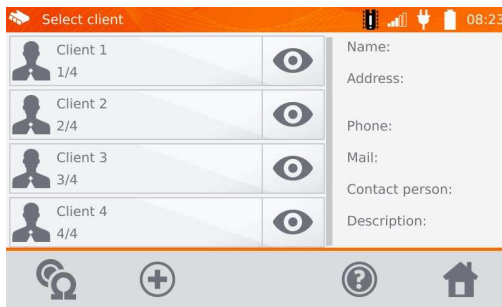 Select client
08:23
Client 1
1/4
Client 2
2/4
Client 3
3/4
Client 4
4/4
Name:
Address:
Phone:
Mail:
Contact person:
Description: